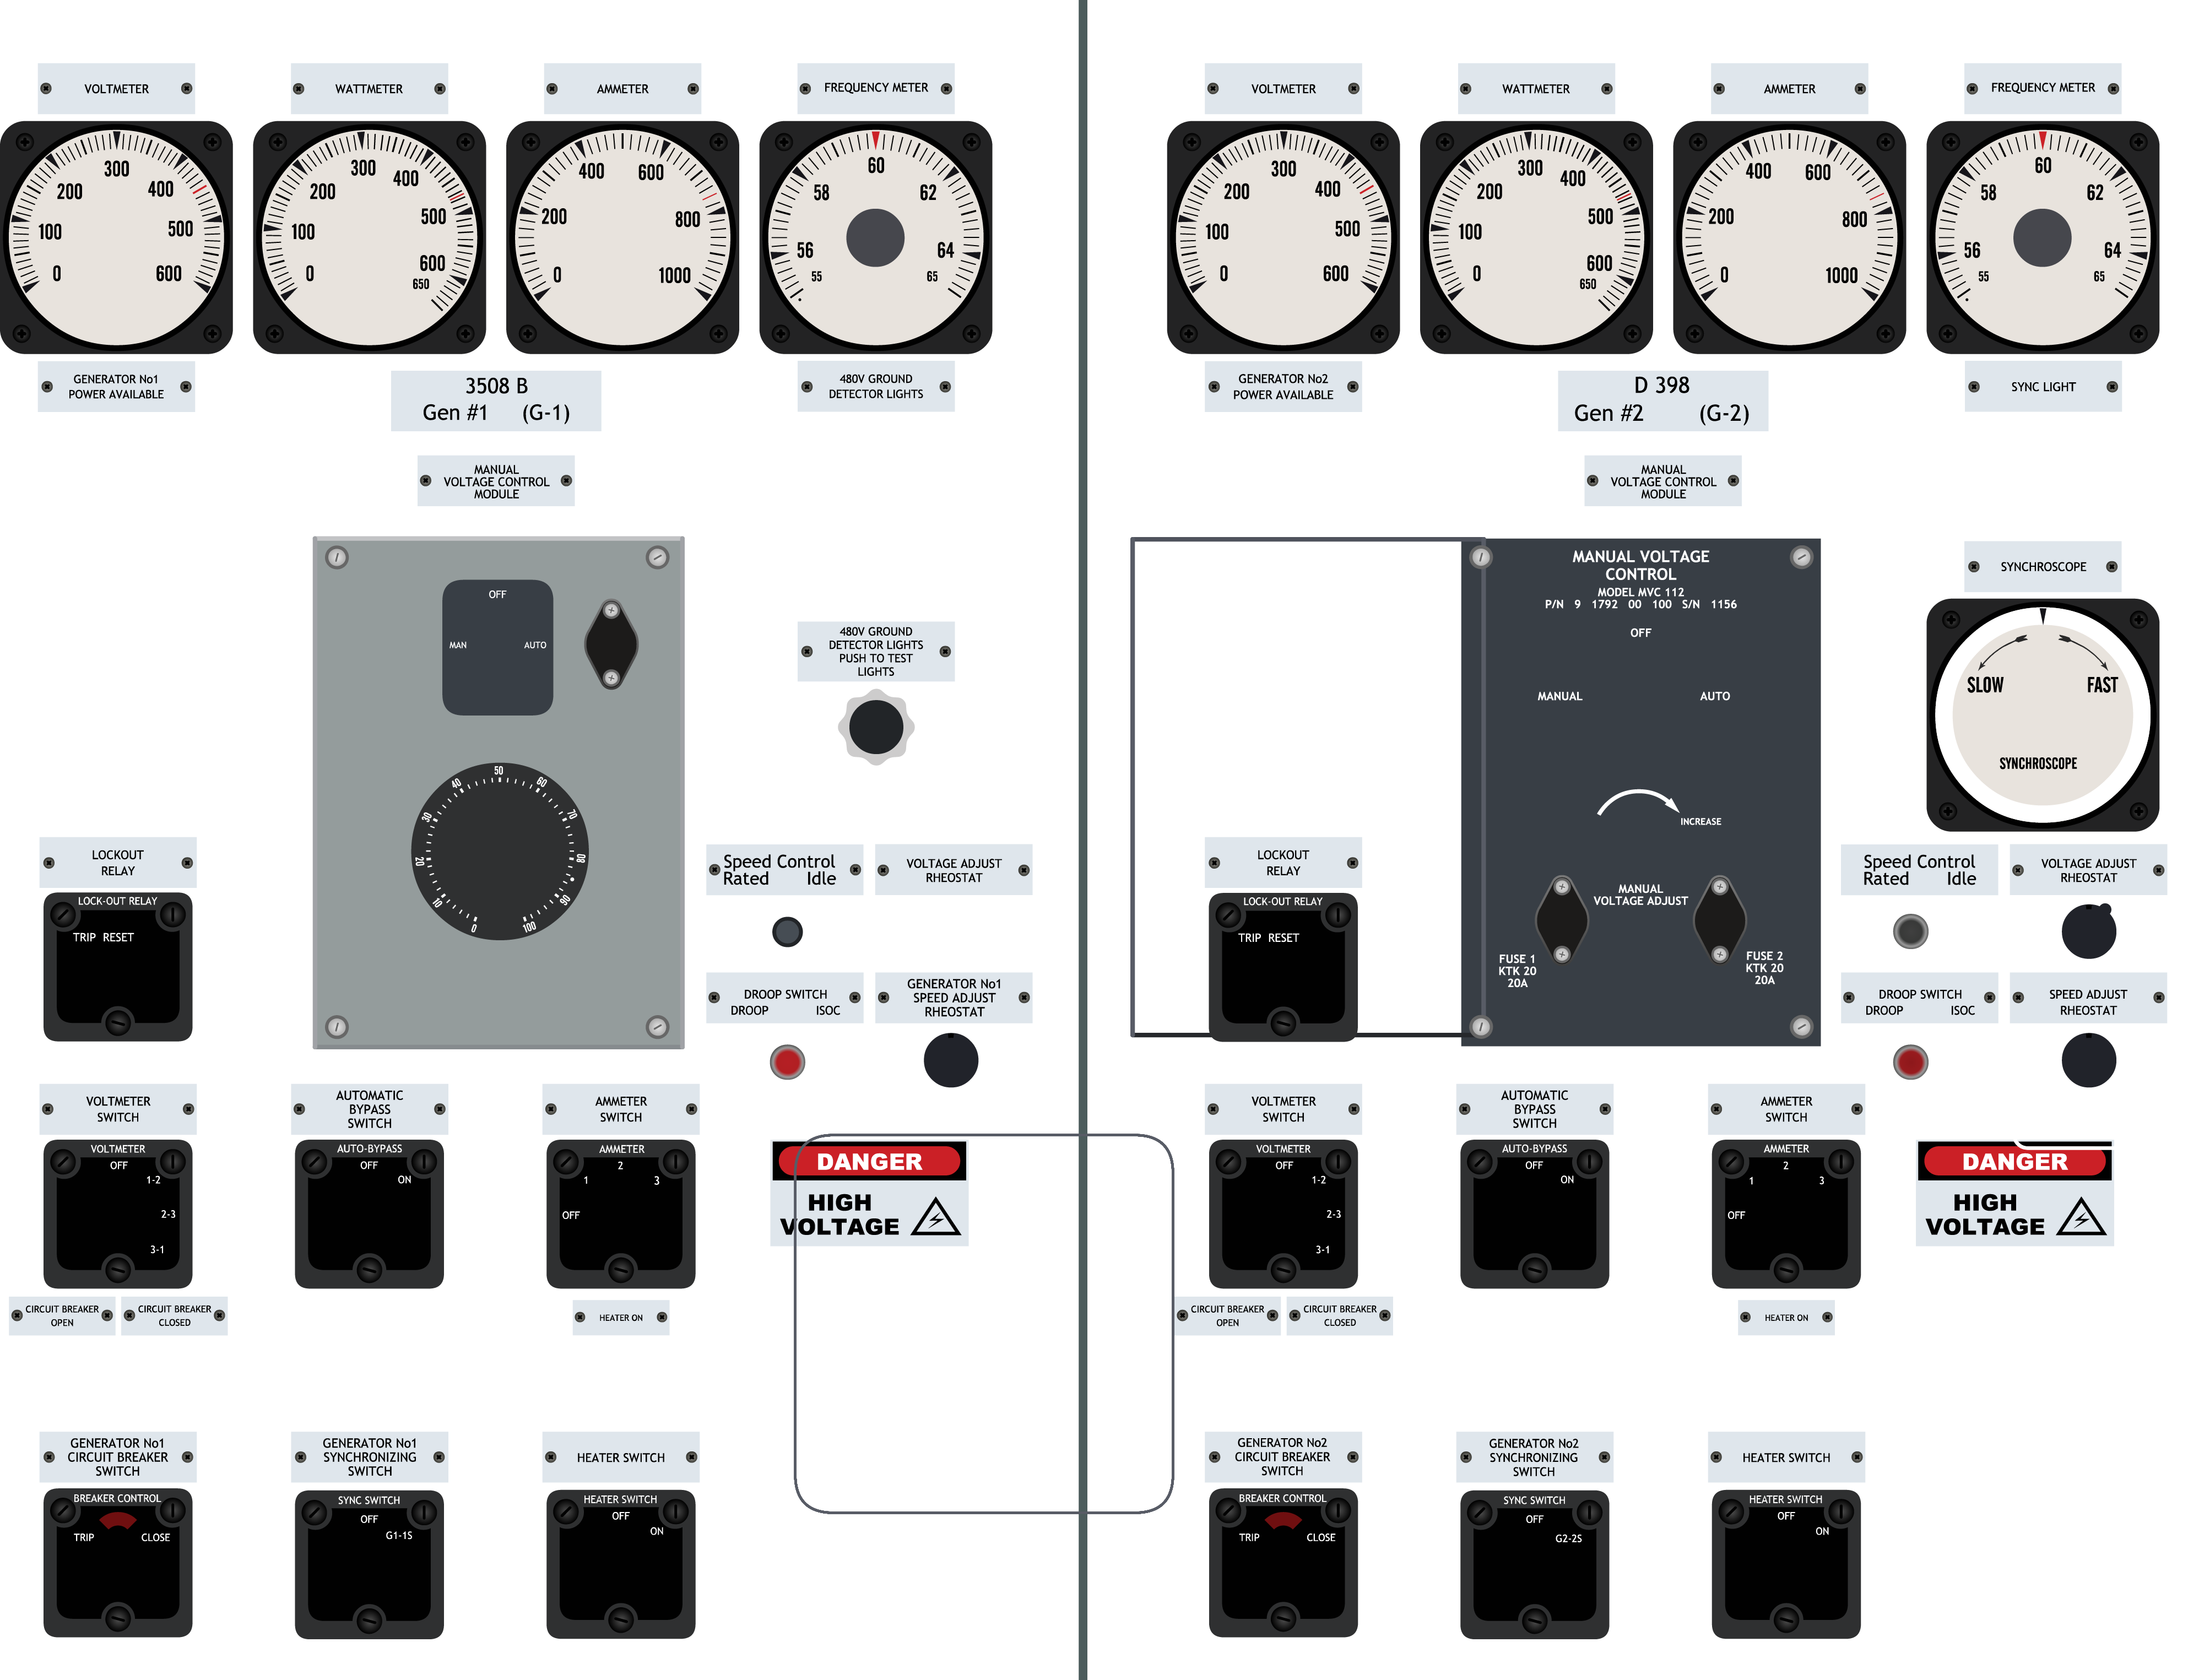 VOLTMETER
WATTMETER
AMMETER
FREQUENCY METER
0
100
200
300
400
500
600
0
100
200
300
400
500
600
650
0
200
400
600
800
1000
55
56
58
60
62
64
65
GENERATOR No1
POWER AVAILABLE
3508 B
Gen #1 (G-1)
480V GROUND
DETECTOR LIGHTS
MANUAL
VOLTAGE CONTROL
MODULE
OFF
MAN AUTO
480V GROUND
DETECTOR LIGHTS
PUSH TO TEST
LIGHTS
0
10
20
30
40
50
60
70
80
90
100
LOCKOUT
RELAY
LOCK-OUT RELAY
TRIP RESET
Speed Control
Rated Idle
VOLTAGE ADJUST
RHEOSTAT
DROOP SWITCH
DROOP ISOC
GENERATOR No1
SPEED ADJUST
RHEOSTAT
VOLTMETER
SWITCH
VOLTMETER
OFF
1-2
2-3
3-1
AUTOMATIC
BYPASS
SWITCH
AUTO-BYPASS
OFF
ON
AMMETER
SWITCH
AMMETER
2
1 3
OFF
DANGER
HIGH
VOLTAGE
CIRCUIT BREAKER
OPEN
CIRCUIT BREAKER
CLOSED
HEATER ON
GENERATOR No1
CIRCUIT BREAKER
SWITCH
BREAKER CONTROL
TRIP CLOSE
GENERATOR No1
SYNCHRONIZING
SWITCH
SYNC SWITCH
OFF
G1-1S
HEATER SWITCH
HEATER SWITCH
OFF
ON
VOLTMETER
WATTMETER
AMMETER
FREQUENCY METER
0
100
200
300
400
500
600
0
100
200
300
400
500
600
650
0
200
400
600
800
1000
55
56
58
60
62
64
65
GENERATOR No2
POWER AVAILABLE
D 398
Gen #2 (G-2)
SYNC LIGHT
MANUAL
VOLTAGE CONTROL
MODULE
MANUAL VOLTAGE
CONTROL
MODEL MVC 112
P/N 9 1792 00 100 S/N 1156
OFF
MANUAL AUTO
INCREASE
MANUAL
VOLTAGE ADJUST
FUSE 1
KTK 20
20A
FUSE 2
KTK 20
20A
SYNCHROSCOPE
SLOW FAST
SYNCHROSCOPE
LOCKOUT
RELAY
LOCK-OUT RELAY
TRIP RESET
Speed Control
Rated Idle
VOLTAGE ADJUST
RHEOSTAT
DROOP SWITCH
DROOP ISOC
SPEED ADJUST
RHEOSTAT
VOLTMETER
SWITCH
VOLTMETER
OFF
1-2
2-3
3-1
AUTOMATIC
BYPASS
SWITCH
AUTO-BYPASS
OFF
ON
AMMETER
SWITCH
AMMETER
2
1 3
OFF
DANGER
HIGH
VOLTAGE
CIRCUIT BREAKER
OPEN
CIRCUIT BREAKER
CLOSED
HEATER ON
GENERATOR No2
CIRCUIT BREAKER
SWITCH
BREAKER CONTROL
TRIP CLOSE
GENERATOR No2
SYNCHRONIZING
SWITCH
SYNC SWITCH
OFF
G2-2S
HEATER SWITCH
HEATER SWITCH
OFF
ON